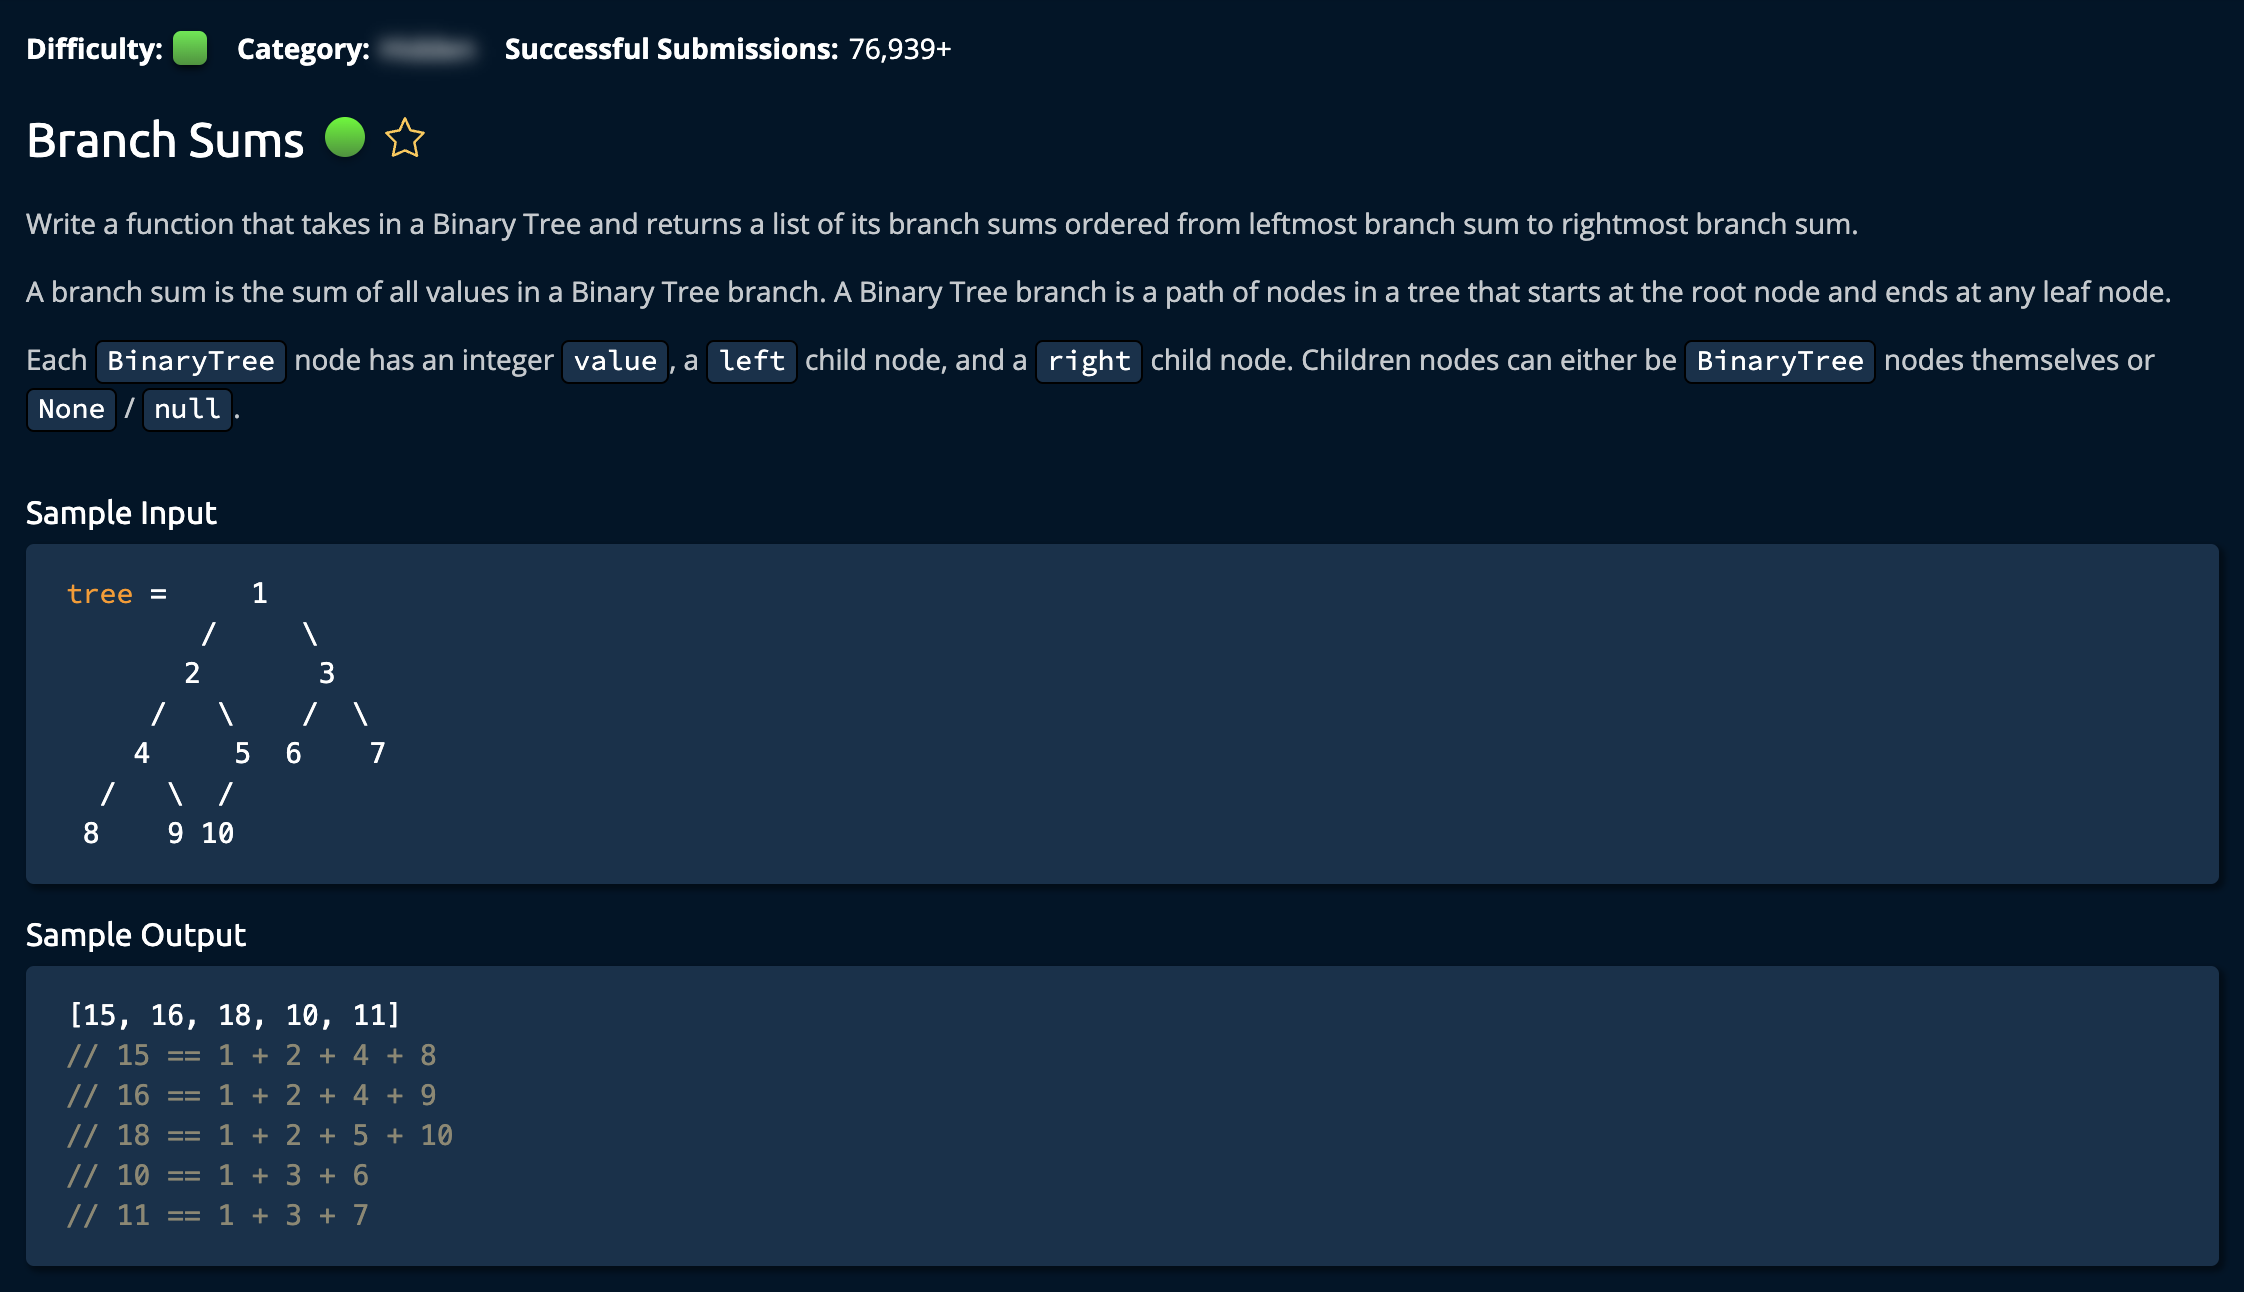 Difficulty: Category: Successful Submissions: 76,939+
Branch Sums
Write a function that takes in a Binary Tree and returns a list of its branch sums ordered from leftmost branch sum to rightmost branch sum.
A branch sum is the sum of all values in a Binary Tree branch. A Binary Tree branch is a path of nodes in a tree that starts at the root node and ends at any leaf node.
Each BinaryTree node has an integer value, a left child node, and a right child node. Children nodes can either be BinaryTree nodes themselves or
None / null.
Sample Input
tree =     1
        /     \
       2       3
     /   \    /  \
    4     5  6    7
  /   \  /
 8    9 10
Sample Output
[15, 16, 18, 10, 11]
// 15 == 1 + 2 + 4 + 8
// 16 == 1 + 2 + 4 + 9
// 18 == 1 + 2 + 5 + 10
// 10 == 1 + 3 + 6
// 11 == 1 + 3 + 7